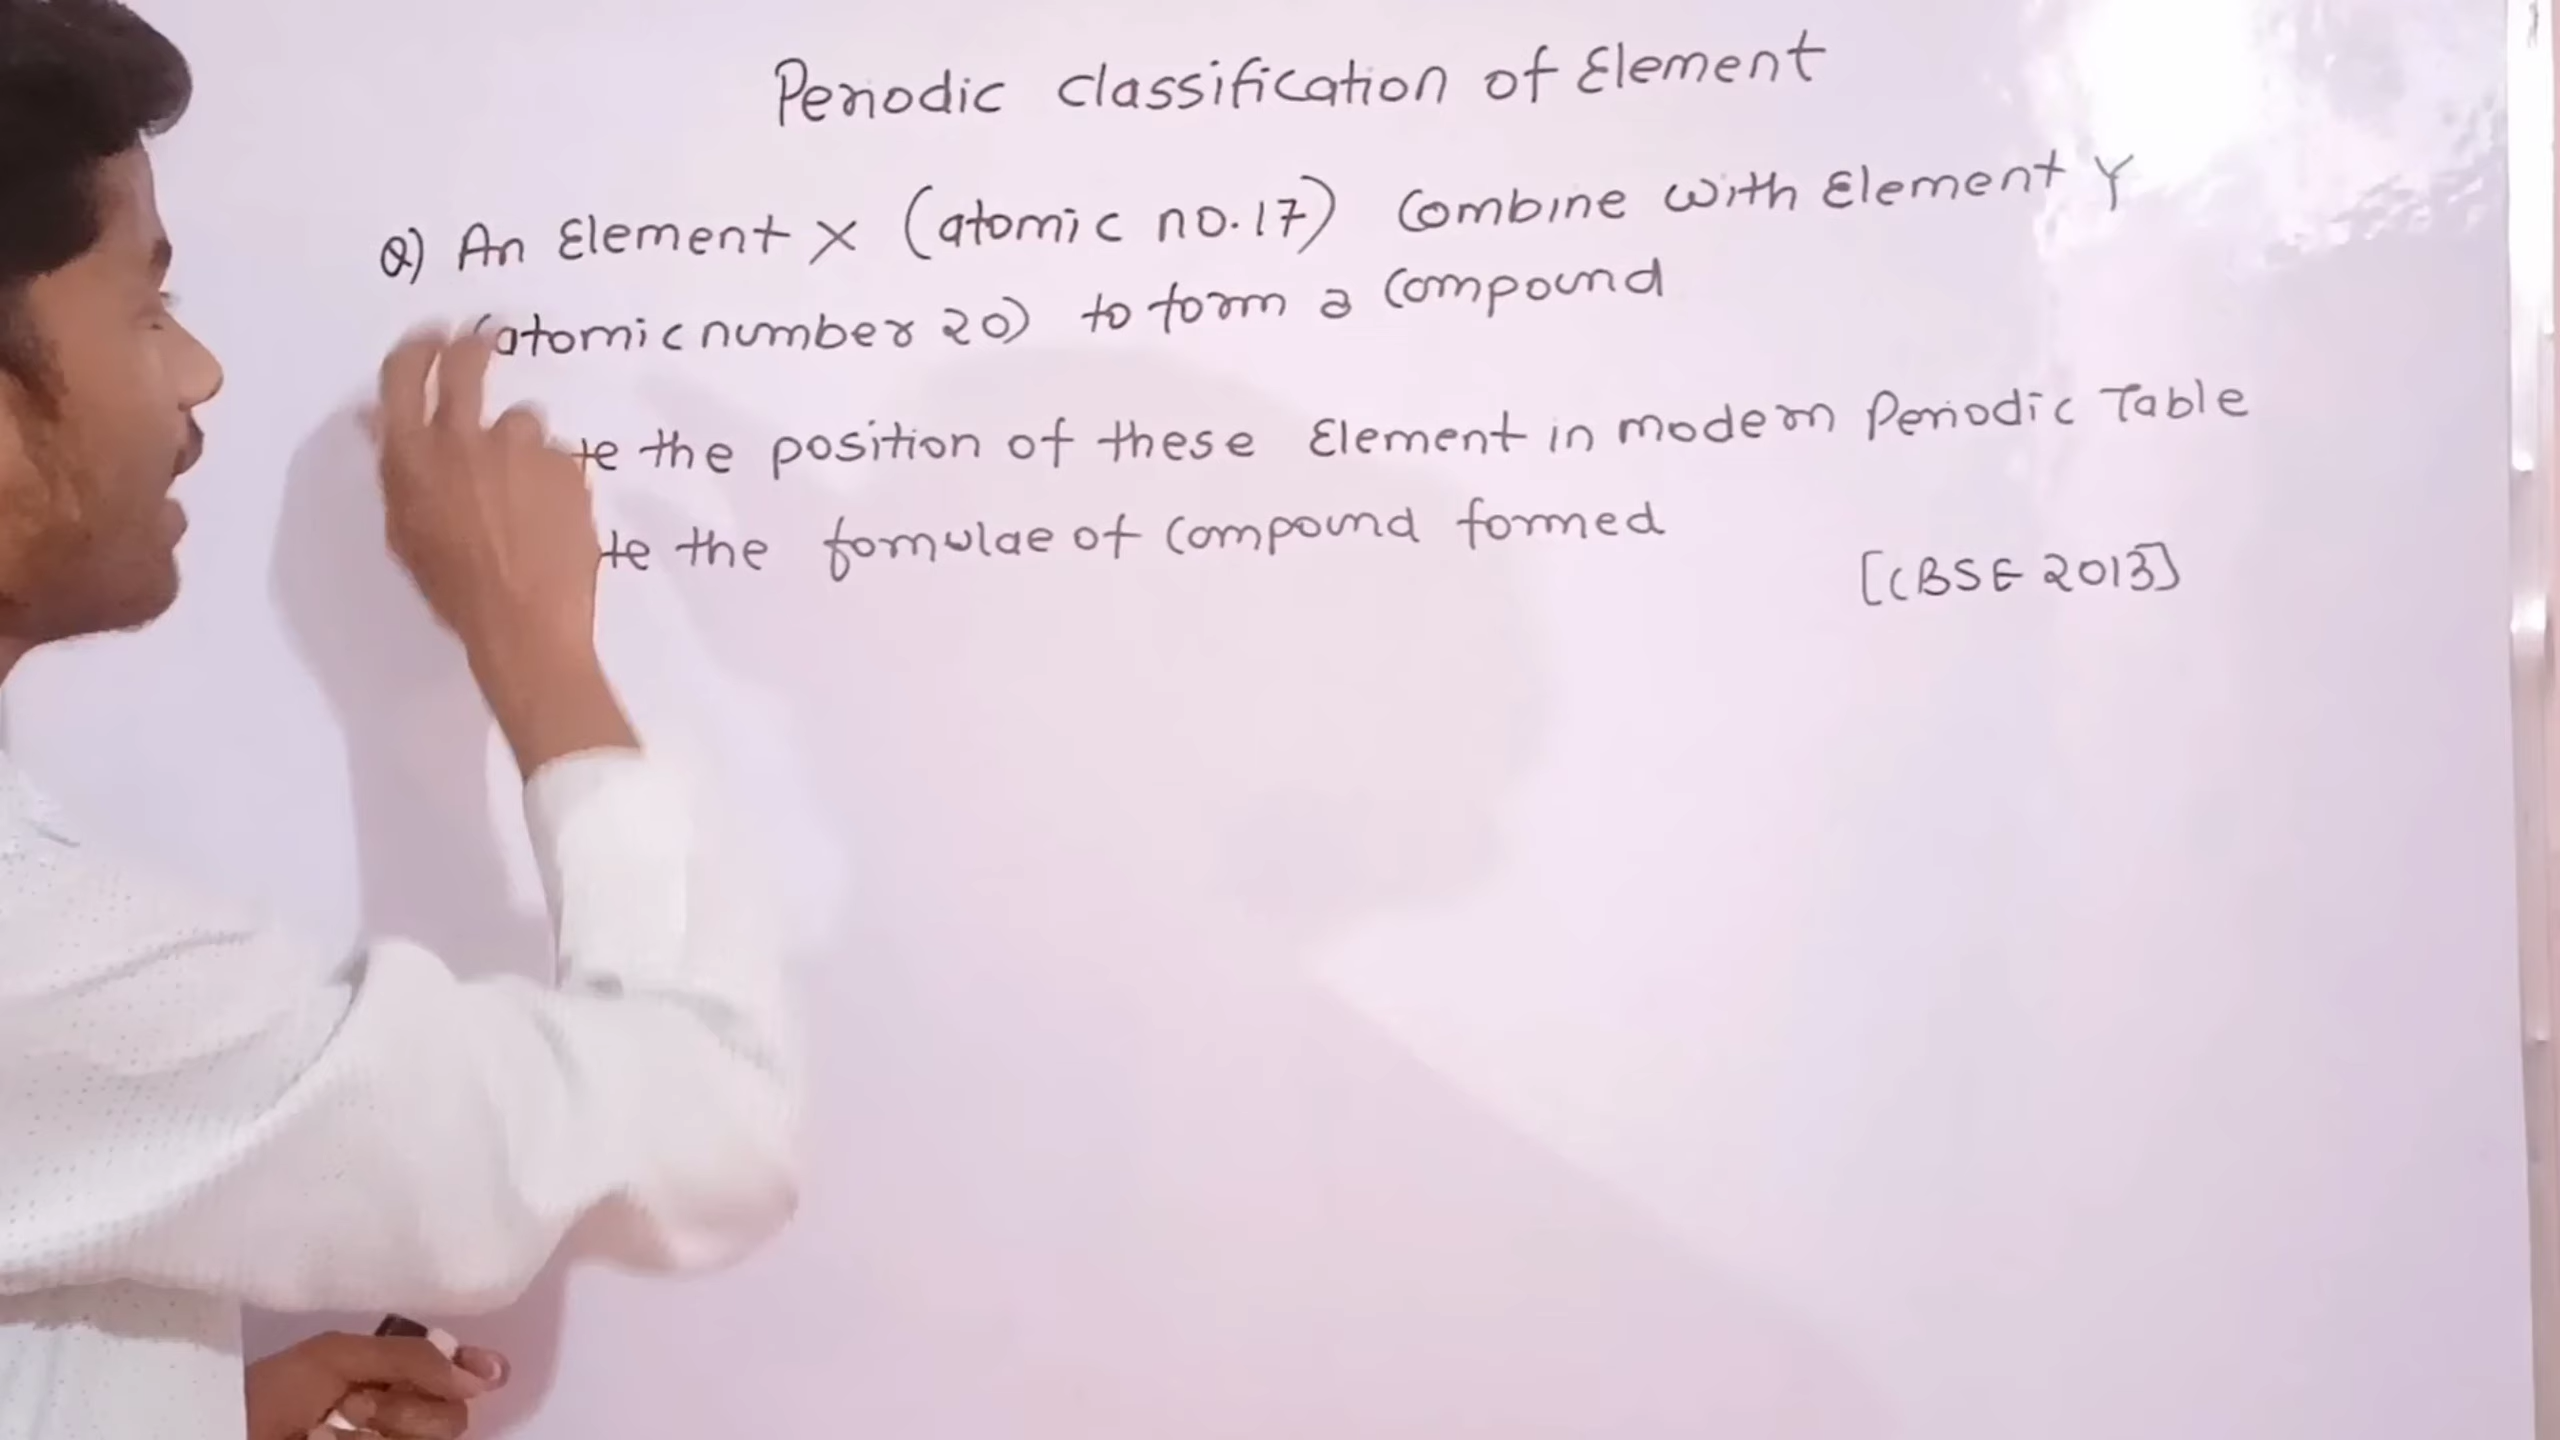 Periodic classification of Element
Q) An Element X (atomic no.17) Combine with Element Y
(atomic number 20) to form a Compound
te the position of these Element in modern Periodic Table
te the formulae of Compound formed
[CBSE 2013]